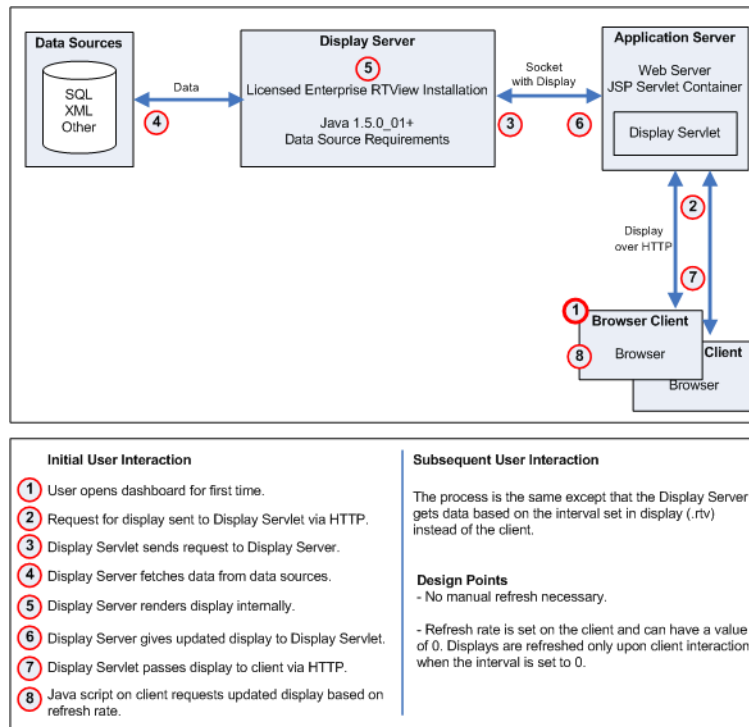 Data Sources
SQL
XML
Other
Data
4
Display Server
5
Licensed Enterprise RTView Installation
Java 1.5.0_01+
Data Source Requirements
Socket
with Display
3
6
Application Server
Web Server
JSP Servlet Container
Display Servlet
2
Display
over HTTP
7
1
Browser Client
8
Browser
Client
Browser
Initial User Interaction
1 User opens dashboard for first time.
2 Request for display sent to Display Servlet via HTTP.
3 Display Servlet sends request to Display Server.
4 Display Server fetches data from data sources.
5 Display Server renders display internally.
6 Display Server gives updated display to Display Servlet.
7 Display Servlet passes display to client via HTTP.
8 Java script on client requests updated display based on
refresh rate.
Subsequent User Interaction
The process is the same except that the Display Server
gets data based on the interval set in display (.rtv)
instead of the client.
Design Points
- No manual refresh necessary.
- Refresh rate is set on the client and can have a value
of 0. Displays are refreshed only upon client interaction
when the interval is set to 0.